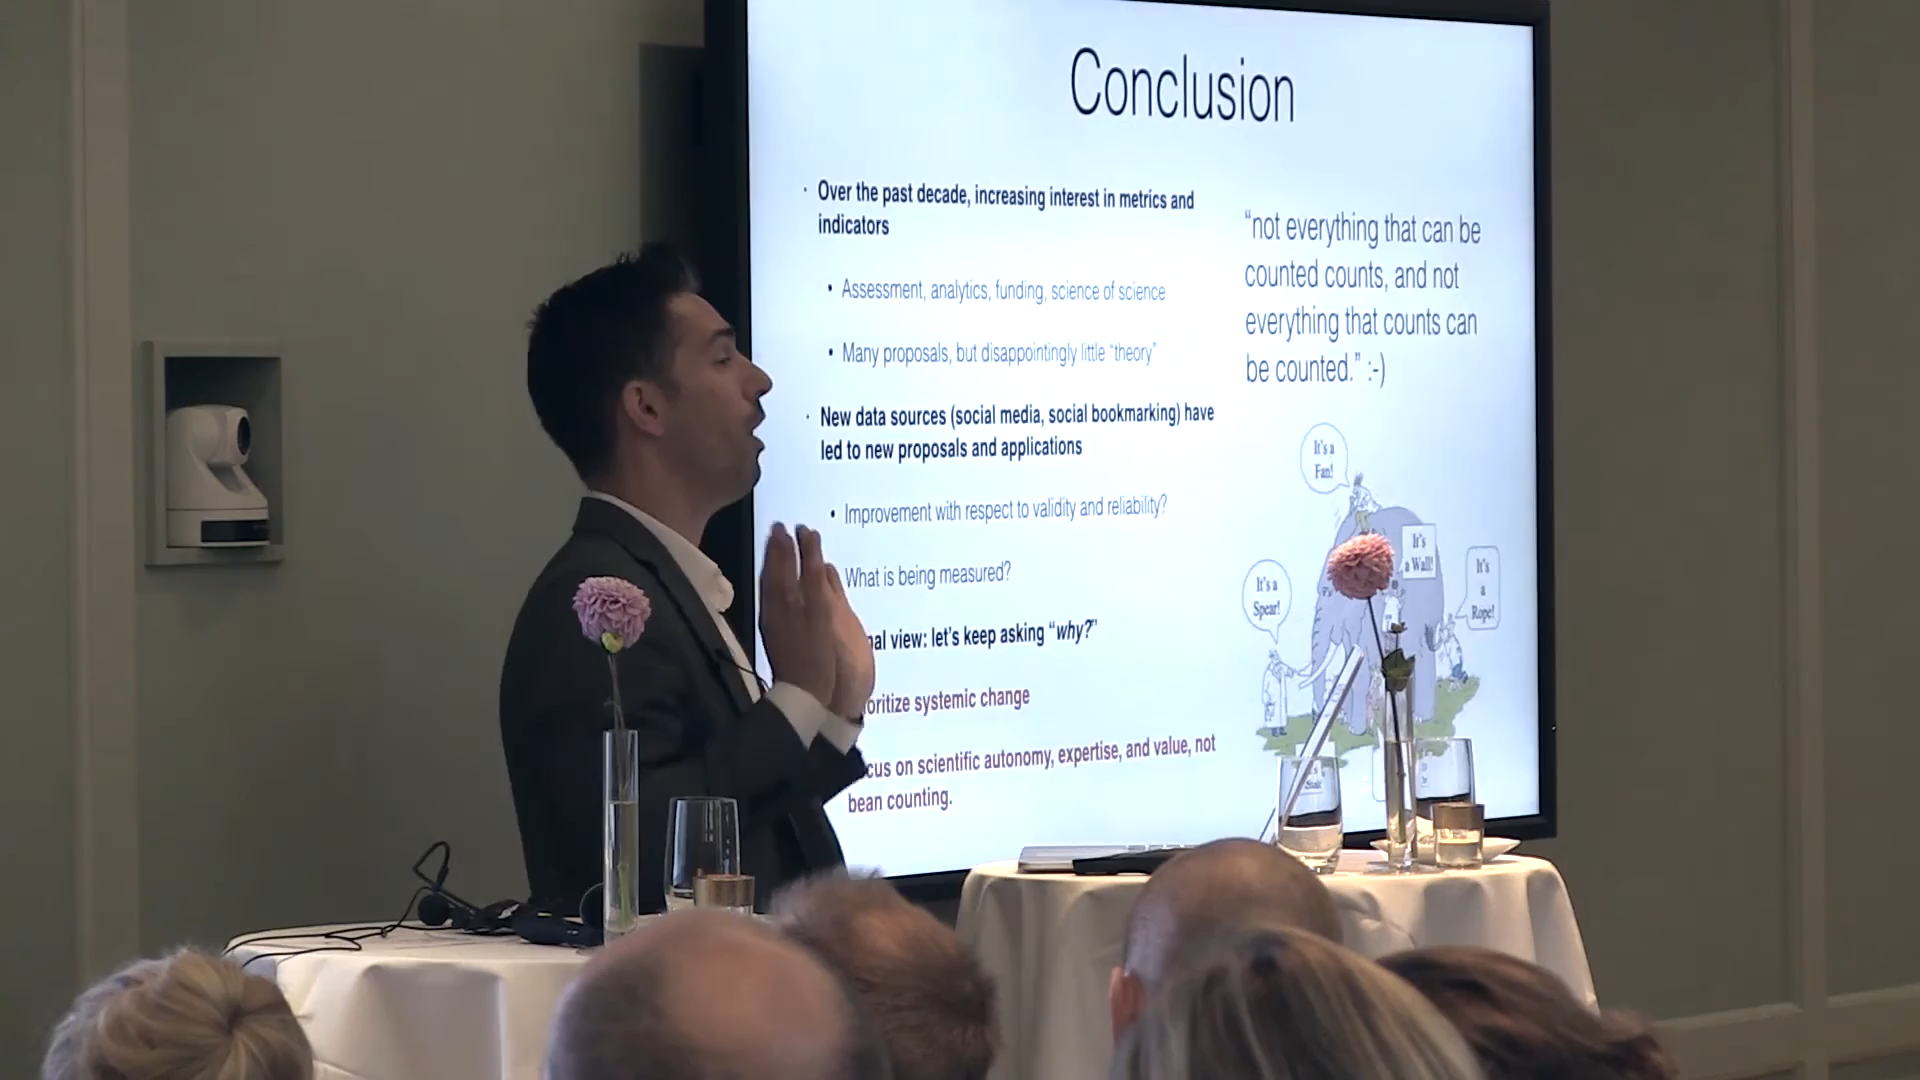 Conclusion
Over the past decade, increasing interest in metrics and
indicators
Assessment, analytics, funding, science of science
Many proposals, but disappointingly little “theory”
New data sources (social media, social bookmarking) have
led to new proposals and applications
Improvement with respect to validity and reliability?
What is being measured?
view: let’s keep asking “why?”
systemic change
on scientific autonomy, expertise, and value, not
bean counting.
“not everything that can be
counted counts, and not
everything that counts can
be counted.” :-)
It's a
Fan!
It's
a Wall!
It's a
Spear!
It's
a
Rope!